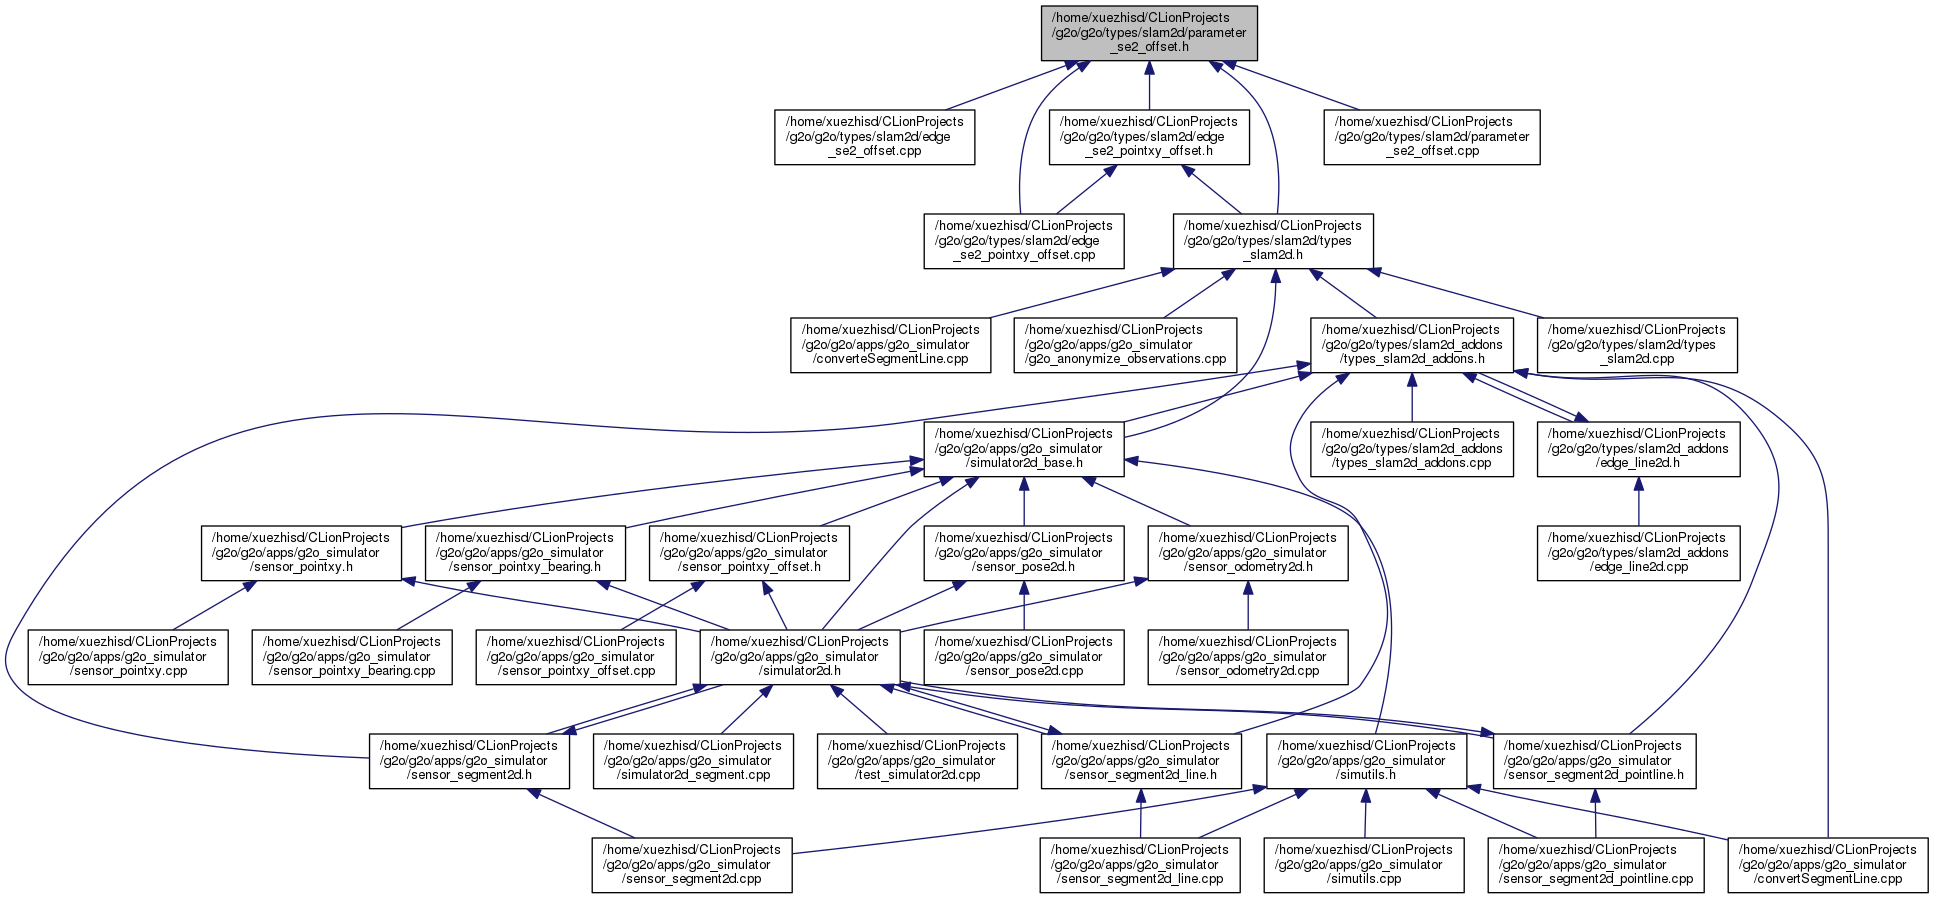 /home/xuezhisd/CLionProjects
/g2o/g2o/types/slam2d/parameter
_se2_offset.h
/home/xuezhisd/CLionProjects
/g2o/g2o/types/slam2d/edge
_se2_offset.cpp
/home/xuezhisd/CLionProjects
/g2o/g2o/types/slam2d/edge
_se2_pointxy_offset.h
/home/xuezhisd/CLionProjects
/g2o/g2o/types/slam2d/parameter
_se2_offset.cpp
/home/xuezhisd/CLionProjects
/g2o/g2o/types/slam2d/edge
_se2_pointxy_offset.cpp
/home/xuezhisd/CLionProjects
/g2o/g2o/types/slam2d/types
_slam2d.h
/home/xuezhisd/CLionProjects
/g2o/g2o/apps/g2o_simulator
/converteSegmentLine.cpp
/home/xuezhisd/CLionProjects
/g2o/g2o/apps/g2o_simulator
/g2o_anonymize_observations.cpp
/home/xuezhisd/CLionProjects
/g2o/g2o/types/slam2d_addons
/types_slam2d_addons.h
/home/xuezhisd/CLionProjects
/g2o/g2o/types/slam2d/types
_slam2d.cpp
/home/xuezhisd/CLionProjects
/g2o/g2o/apps/g2o_simulator
/simulator2d_base.h
/home/xuezhisd/CLionProjects
/g2o/g2o/types/slam2d_addons
/types_slam2d_addons.cpp
/home/xuezhisd/CLionProjects
/g2o/g2o/types/slam2d_addons
/edge_line2d.h
/home/xuezhisd/CLionProjects
/g2o/g2o/apps/g2o_simulator
/sensor_pointxy.h
/home/xuezhisd/CLionProjects
/g2o/g2o/apps/g2o_simulator
/sensor_pointxy_bearing.h
/home/xuezhisd/CLionProjects
/g2o/g2o/apps/g2o_simulator
/sensor_pointxy_offset.h
/home/xuezhisd/CLionProjects
/g2o/g2o/apps/g2o_simulator
/sensor_pose2d.h
/home/xuezhisd/CLionProjects
/g2o/g2o/apps/g2o_simulator
/sensor_odometry2d.h
/home/xuezhisd/CLionProjects
/g2o/g2o/types/slam2d_addons
/edge_line2d.cpp
/home/xuezhisd/CLionProjects
/g2o/g2o/apps/g2o_simulator
/sensor_pointxy.cpp
/home/xuezhisd/CLionProjects
/g2o/g2o/apps/g2o_simulator
/sensor_pointxy_bearing.cpp
/home/xuezhisd/CLionProjects
/g2o/g2o/apps/g2o_simulator
/sensor_pointxy_offset.cpp
/home/xuezhisd/CLionProjects
/g2o/g2o/apps/g2o_simulator
/simulator2d.h
/home/xuezhisd/CLionProjects
/g2o/g2o/apps/g2o_simulator
/sensor_pose2d.cpp
/home/xuezhisd/CLionProjects
/g2o/g2o/apps/g2o_simulator
/sensor_odometry2d.cpp
/home/xuezhisd/CLionProjects
/g2o/g2o/apps/g2o_simulator
/sensor_segment2d.h
/home/xuezhisd/CLionProjects
/g2o/g2o/apps/g2o_simulator
/simulator2d_segment.cpp
/home/xuezhisd/CLionProjects
/g2o/g2o/apps/g2o_simulator
/test_simulator2d.cpp
/home/xuezhisd/CLionProjects
/g2o/g2o/apps/g2o_simulator
/sensor_segment2d_line.h
/home/xuezhisd/CLionProjects
/g2o/g2o/apps/g2o_simulator
/simutils.h
/home/xuezhisd/CLionProjects
/g2o/g2o/apps/g2o_simulator
/sensor_segment2d_pointline.h
/home/xuezhisd/CLionProjects
/g2o/g2o/apps/g2o_simulator
/sensor_segment2d.cpp
/home/xuezhisd/CLionProjects
/g2o/g2o/apps/g2o_simulator
/sensor_segment2d_line.cpp
/home/xuezhisd/CLionProjects
/g2o/g2o/apps/g2o_simulator
/simutils.cpp
/home/xuezhisd/CLionProjects
/g2o/g2o/apps/g2o_simulator
/sensor_segment2d_pointline.cpp
/home/xuezhisd/CLionProjects
/g2o/g2o/apps/g2o_simulator
/convertSegmentLine.cpp